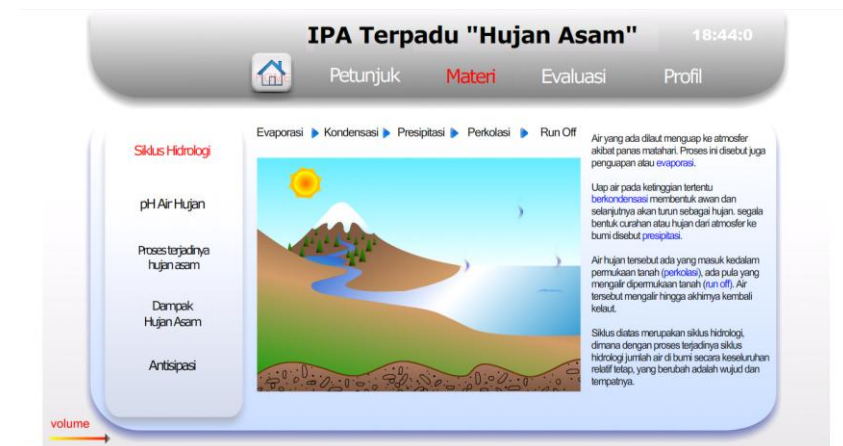 IPA Terpadu "Hujan Asam"
18:44:0
Petunjuk Materi Evaluasi Profil
Siklus Hidrologi
pH Air Hujan
Proses terjadinya
hujan asam
Dampak
Hujan Asam
Antisipasi
volume
Evaporasi Kondensasi Presipitasi Perkolasi Run Off
Air yang ada dilaut menguap ke atmosfer
akibat panas matahari. Proses ini disebut juga
penguapan atau evaporasi.
Uap air pada ketinggian tertentu
berkondensasi membentuk awan dan
selanjutnya akan turun sebagai hujan. segala
bentuk curahan atau hujan dari atmosfer ke
bumi disebut presipitasi.
Air hujan tersebut ada yang masuk kedalam
permukaan tanah (perkolasi), ada pula yang
mengalir dipermukaan tanah (run off). Air
tersebut mengalir hingga akhirnya kembali
kelaut.
Siklus diatas merupakan siklus hidrologi,
dimana dengan proses terjadinya siklus
hidrologi jumlah air di bumi secara keseluruhan
relatif tetap, yang berubah adalah wujud dan
tempatnya.